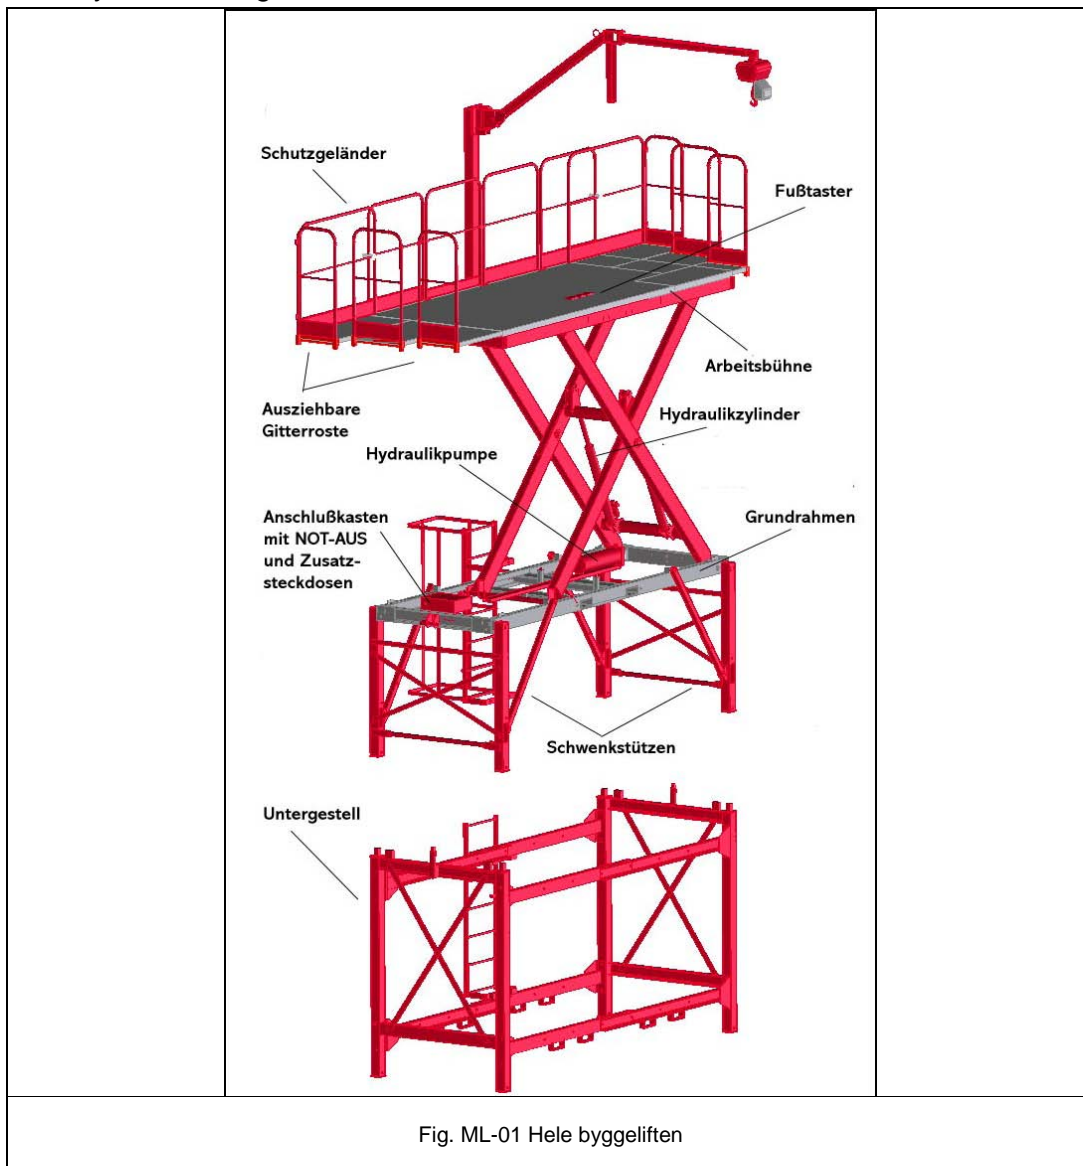 Schutzgeländer
Fußtaster
Arbeitsbühne
Ausziehbare
Gitterroste
Hydraulikzylinder
Hydraulikpumpe
Anschlußkasten
mit NOT-AUS
und Zusatz-
steckdosen
Grundrahmen
Schwenkstützen
Untergestell
Fig. ML-01 Hele byggeliften